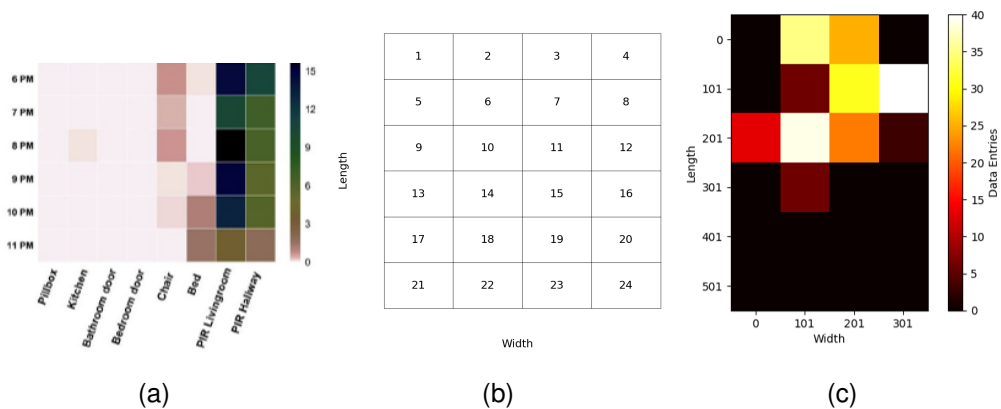 6 PM
7 PM
8 PM
9 PM
10 PM
11 PM
Pillbox
Kitchen
Bathroom door
Bedroom door
Chair
Bed
PIR Livingroom
PIR Hallway
15
12
9
6
3
0
(a)
Length
1 2 3 4
5 6 7 8
9 10 11 12
13 14 15 16
17 18 19 20
21 22 23 24
Width
(b)
Length
0
101
201
301
401
501
0 101 201 301
Width
40
35
30
25
20
15
10
5
0
Data Entries
(c)